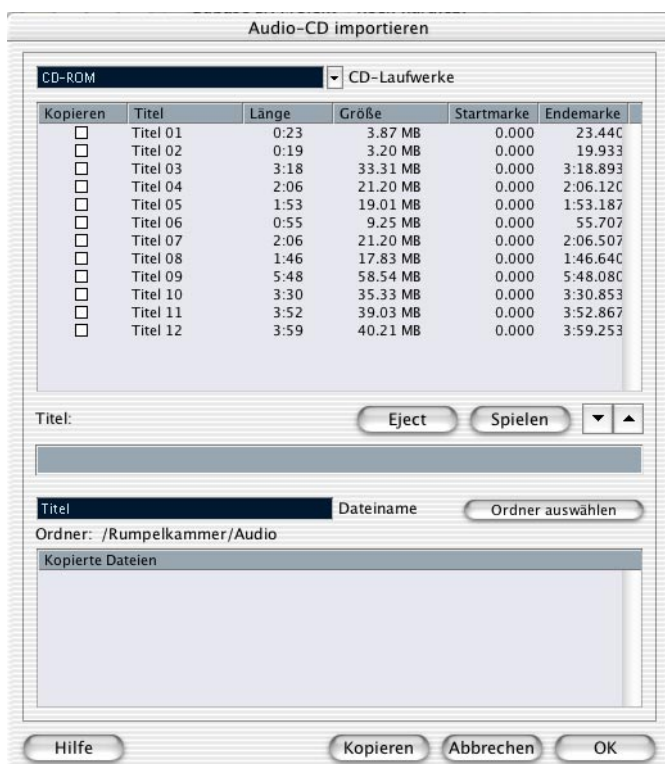 Audio-CD importieren
CD-ROM CD-Laufwerke
Kopieren Titel Länge Größe Startmarke Endemarke
Titel 01 0:23 3.87 MB 0.000 23.440
Titel 02 0:19 3.20 MB 0.000 19.933
Titel 03 3:18 33.31 MB 0.000 3:18.893
Titel 04 2:06 21.20 MB 0.000 2:06.120
Titel 05 1:53 19.01 MB 0.000 1:53.187
Titel 06 0:55 9.25 MB 0.000 55.707
Titel 07 2:06 21.20 MB 0.000 2:06.507
Titel 08 1:46 17.83 MB 0.000 1:46.640
Titel 09 5:48 58.54 MB 0.000 5:48.080
Titel 10 3:30 35.33 MB 0.000 3:30.853
Titel 11 3:52 39.03 MB 0.000 3:52.867
Titel 12 3:59 40.21 MB 0.000 3:59.253
Titel: Eject Spielen
Titel Dateiname Ordner auswählen
Ordner: /Rumpelkammer/Audio
Kopierte Dateien
Hilfe Kopieren Abbrechen OK